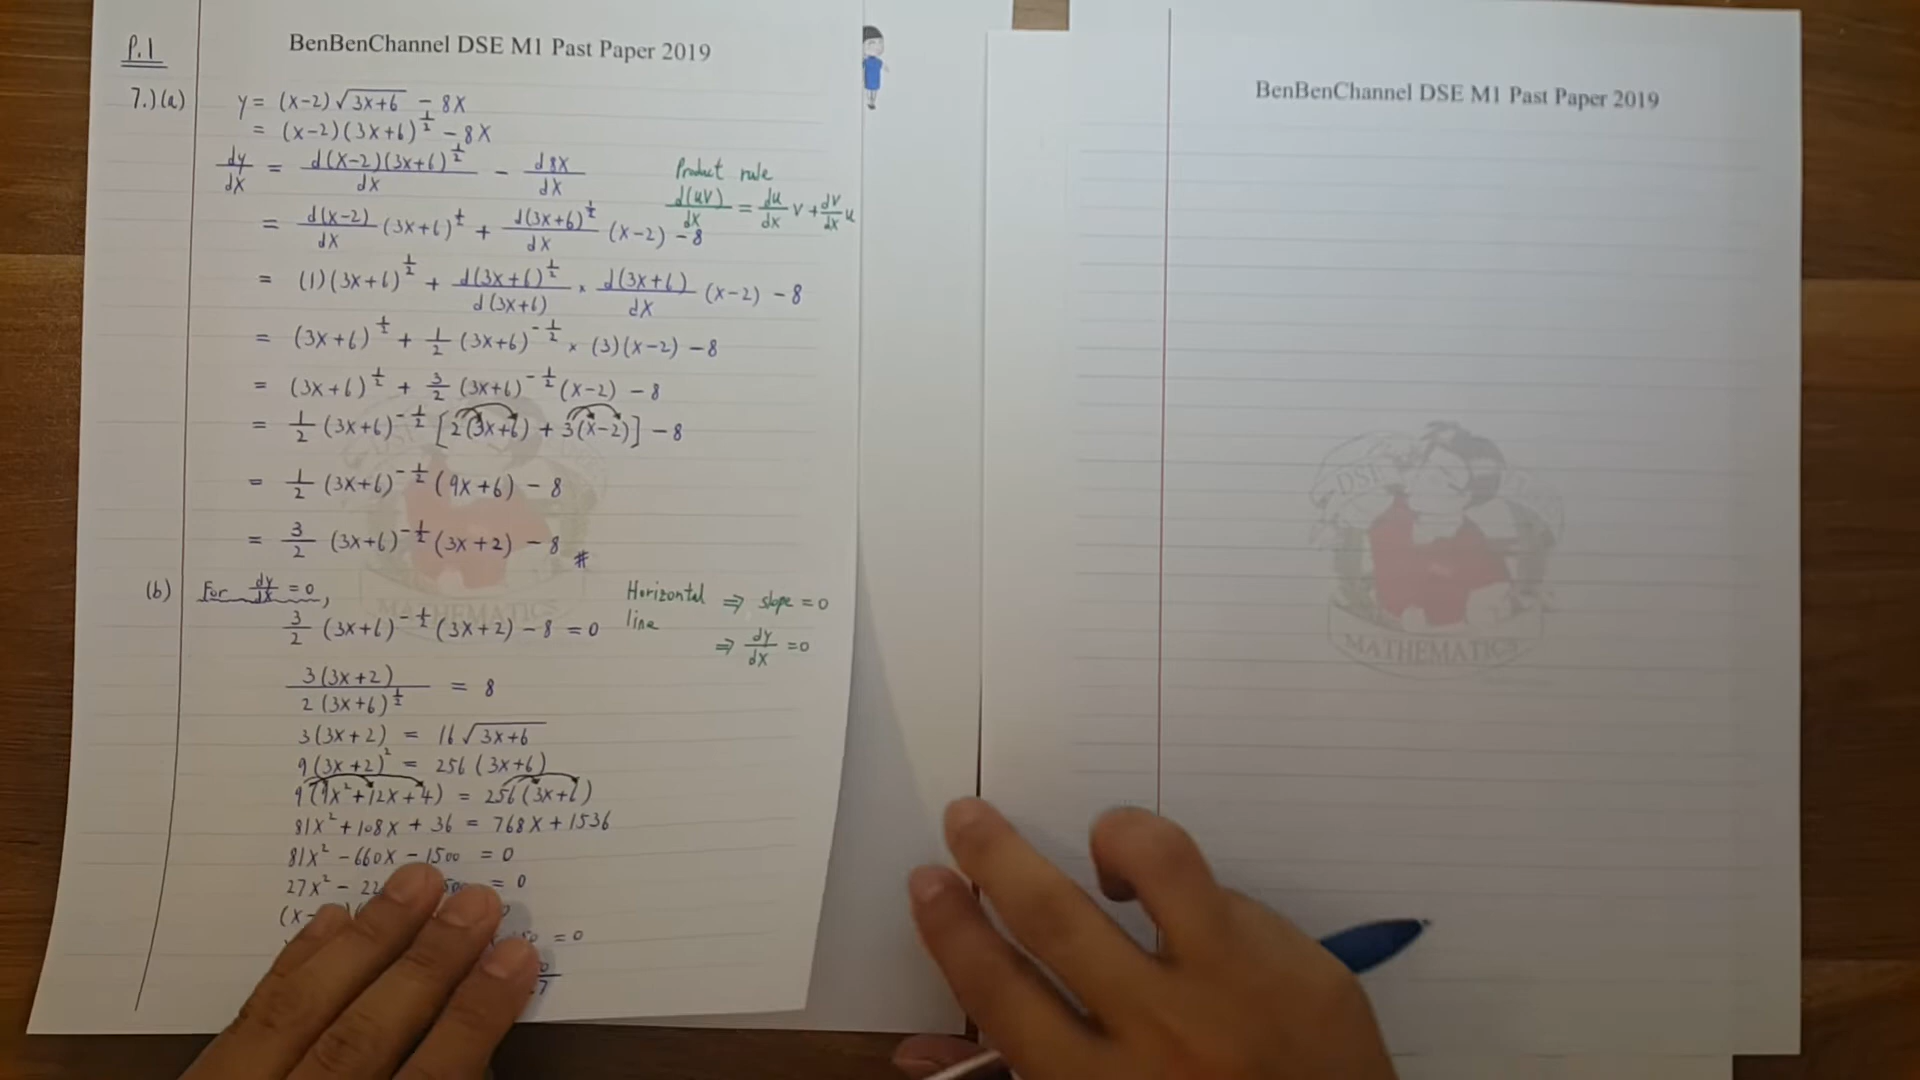 P.1
BenBenChannel DSE M1 Past Paper 2019
7.)(a) y = (x-2)√(3x+6) - 8x
= (x-2)(3x+6)^(1/2) - 8x
dy/dx = d(x-2)(3x+6)^(1/2)/dx - d8x/dx
= d(x-2)/dx (3x+6)^(1/2) + d(3x+6)^(1/2)/dx (x-2) - 8
Product rule
d(uv)/dx = du/dx v + dv/dx u
= (1)(3x+6)^(1/2) + d(3x+6)^(1/2)/d(3x+6) × d(3x+6)/dx (x-2) - 8
= (3x+6)^(1/2) + 1/2 (3x+6)^(-1/2) × (3)(x-2) - 8
= (3x+6)^(1/2) + 3/2 (3x+6)^(-1/2) (x-2) - 8
= 1/2 (3x+6)^(-1/2) [2(3x+6) + 3(x-2)] - 8
= 1/2 (3x+6)^(-1/2) (9x+6) - 8
= 3/2 (3x+6)^(-1/2) (3x+2) - 8 #
(b) For dy/dx = 0,
3/2 (3x+6)^(-1/2) (3x+2) - 8 = 0
Horizontal line ⇒ slope = 0
⇒ dy/dx = 0
3(3x+2)/2(3x+6)^(1/2) = 8
3(3x+2) = 16√(3x+6)
9(3x+2)² = 256(3x+6)
9(9x²+12x+4) = 256(3x+6)
81x²+108x+36 = 768x+1536
81x²-660x-1500 = 0
27x² - = 0
(x-
= 0
BenBenChannel DSE M1 Past Paper 2019
DSE
MATHEMATICS
DSE
MATHEMATICS